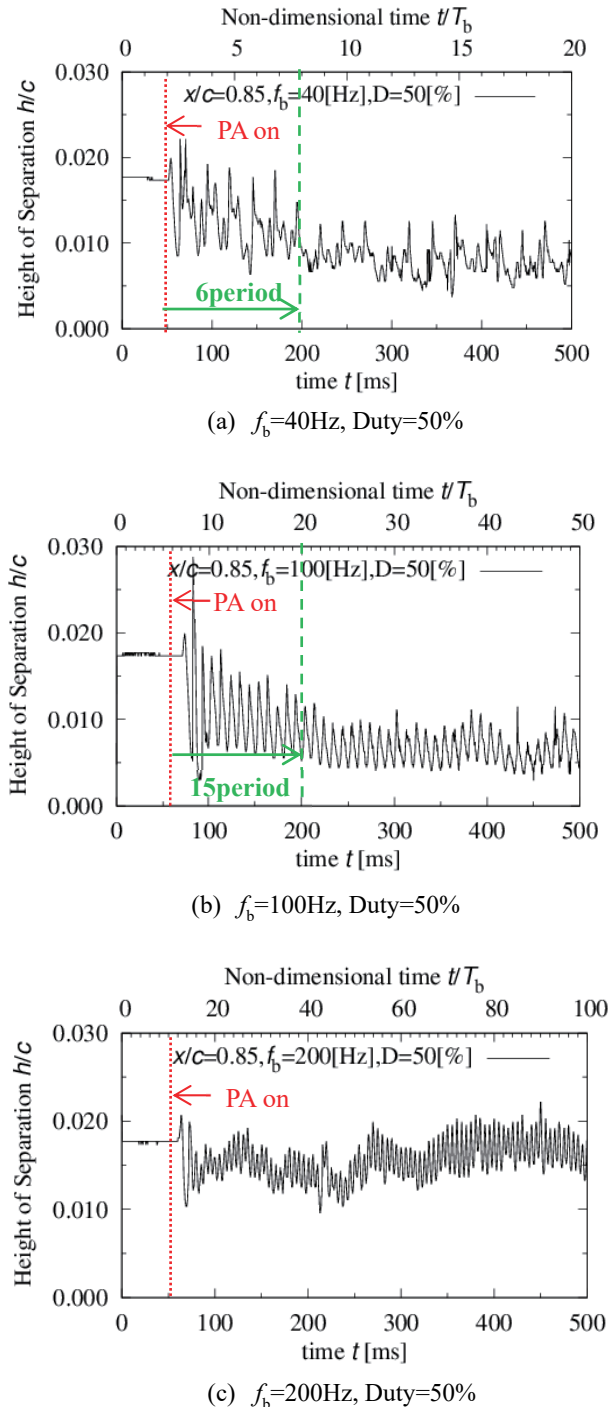 Non-dimensional time t/Tb
0 5 10 15 20
0.030
0.020
0.010
0.000
Height of Separation h/c
x/c=0.85,fb=40[Hz],D=50[%]
PA on
6period
0 100 200 300 400 500
time t [ms]
(a) fb=40Hz, Duty=50%
Non-dimensional time t/Tb
0 10 20 30 40 50
0.030
0.020
0.010
0.000
Height of Separation h/c
x/c=0.85,fb=100[Hz],D=50[%]
PA on
15period
0 100 200 300 400 500
time t [ms]
(b) fb=100Hz, Duty=50%
Non-dimensional time t/Tb
0 20 40 60 80 100
0.030
0.020
0.010
0.000
Height of Separation h/c
x/c=0.85,fb=200[Hz],D=50[%]
PA on
0 100 200 300 400 500
time t [ms]
(c) fb=200Hz, Duty=50%